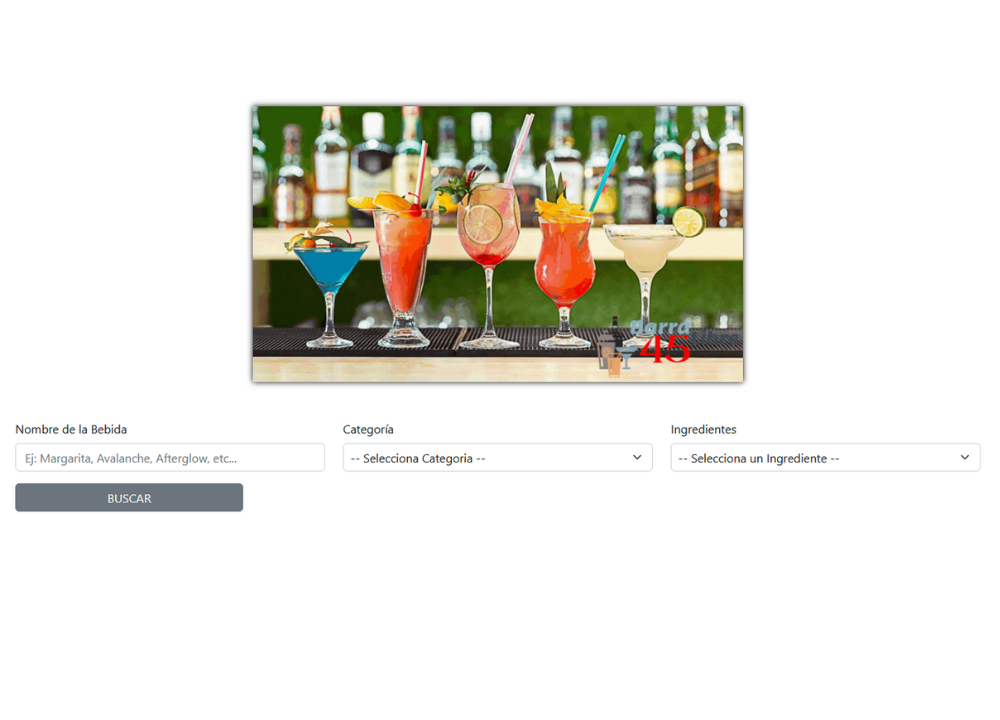 Barra
45
Nombre de la Bebida
Ej: Margarita, Avalanche, Afterglow, etc...
Categoría
-- Selecciona Categoria --
Ingredientes
-- Selecciona un Ingrediente --
BUSCAR